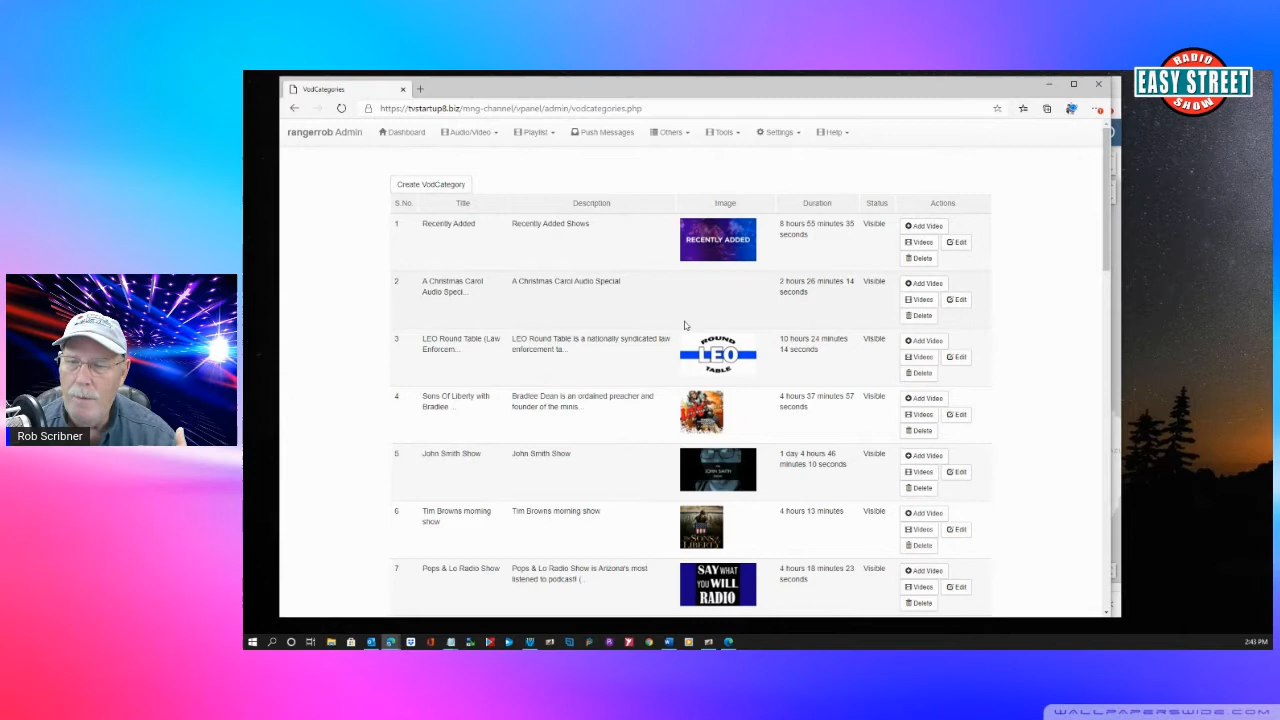 RADIO
EASY STREET
SHOW
VodCategories
https://tvstartup8.biz/mng-channel/vpanel/admin/vodcategories.php
rangerrob Admin Dashboard Audio/Video Playlist Push Messages Others Tools Settings Help
Create VodCategory
S.No. Title Description Image Duration Status Actions
1 Recently Added Recently Added Shows RECENTLY ADDED 8 hours 55 minutes 35 Visible Add Video
seconds
Videos Edit
Delete
2 A Christmas Carol A Christmas Carol Audio Special 2 hours 26 minutes 14 Visible Add Video
Audio Speci... seconds
Videos Edit
Delete
3 LEO Round Table (Law LEO Round Table is a nationally syndicated law ROUND 10 hours 24 minutes Visible Add Video
Enforcem... enforcement ta... LEO 14 seconds
TABLE Videos Edit
Delete
4 Sons Of Liberty with Bradlee Dean is an ordained preacher and 4 hours 37 minutes 57 Visible Add Video
Bradlee ... founder of the minis... seconds
Videos Edit
Delete
5 John Smith Show John Smith Show JOHN SMITH 1 day 4 hours 46 Visible Add Video
minutes 10 seconds
Videos Edit
Delete
6 Tim Browns morning Tim Browns morning show SONS LIBERTY 4 hours 13 minutes Visible Add Video
show
Videos Edit
Delete
7 Pops & Lo Radio Show Pops & Lo Radio Show is Arizona's most SAY WHAT 4 hours 18 minutes 23 Visible Add Video
listened to podcast! (... YOU WILL seconds
RADIO Videos Edit
Delete
Rob Scribner
2:43 PM
WALLPAPERSWIDE.COM